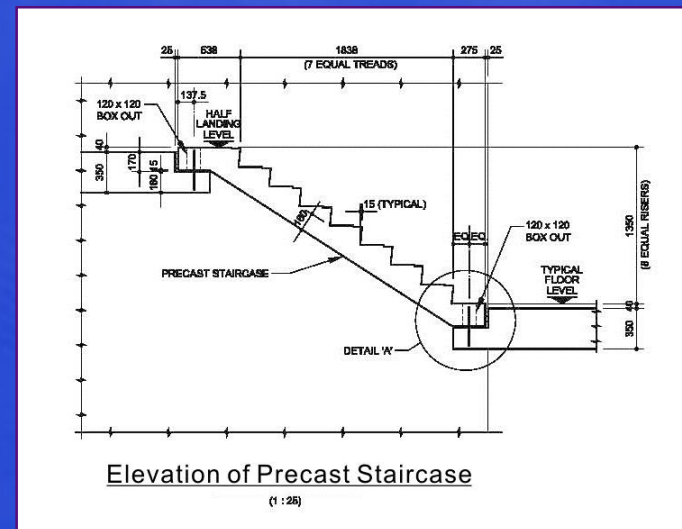 25 638 1838 275 25
(7 EQUAL TREADS)
137.5
120 x 120
BOX OUT
HALF
LANDING
LEVEL
40
350
170
15
180
15 (TYPICAL)
160
EQ EQ
120 x 120
BOX OUT
1350
(8 EQUAL RISERS)
PRECAST STAIRCASE
TYPICAL
FLOOR
LEVEL
40
350
DETAIL 'A'
Elevation of Precast Staircase
(1 : 25)